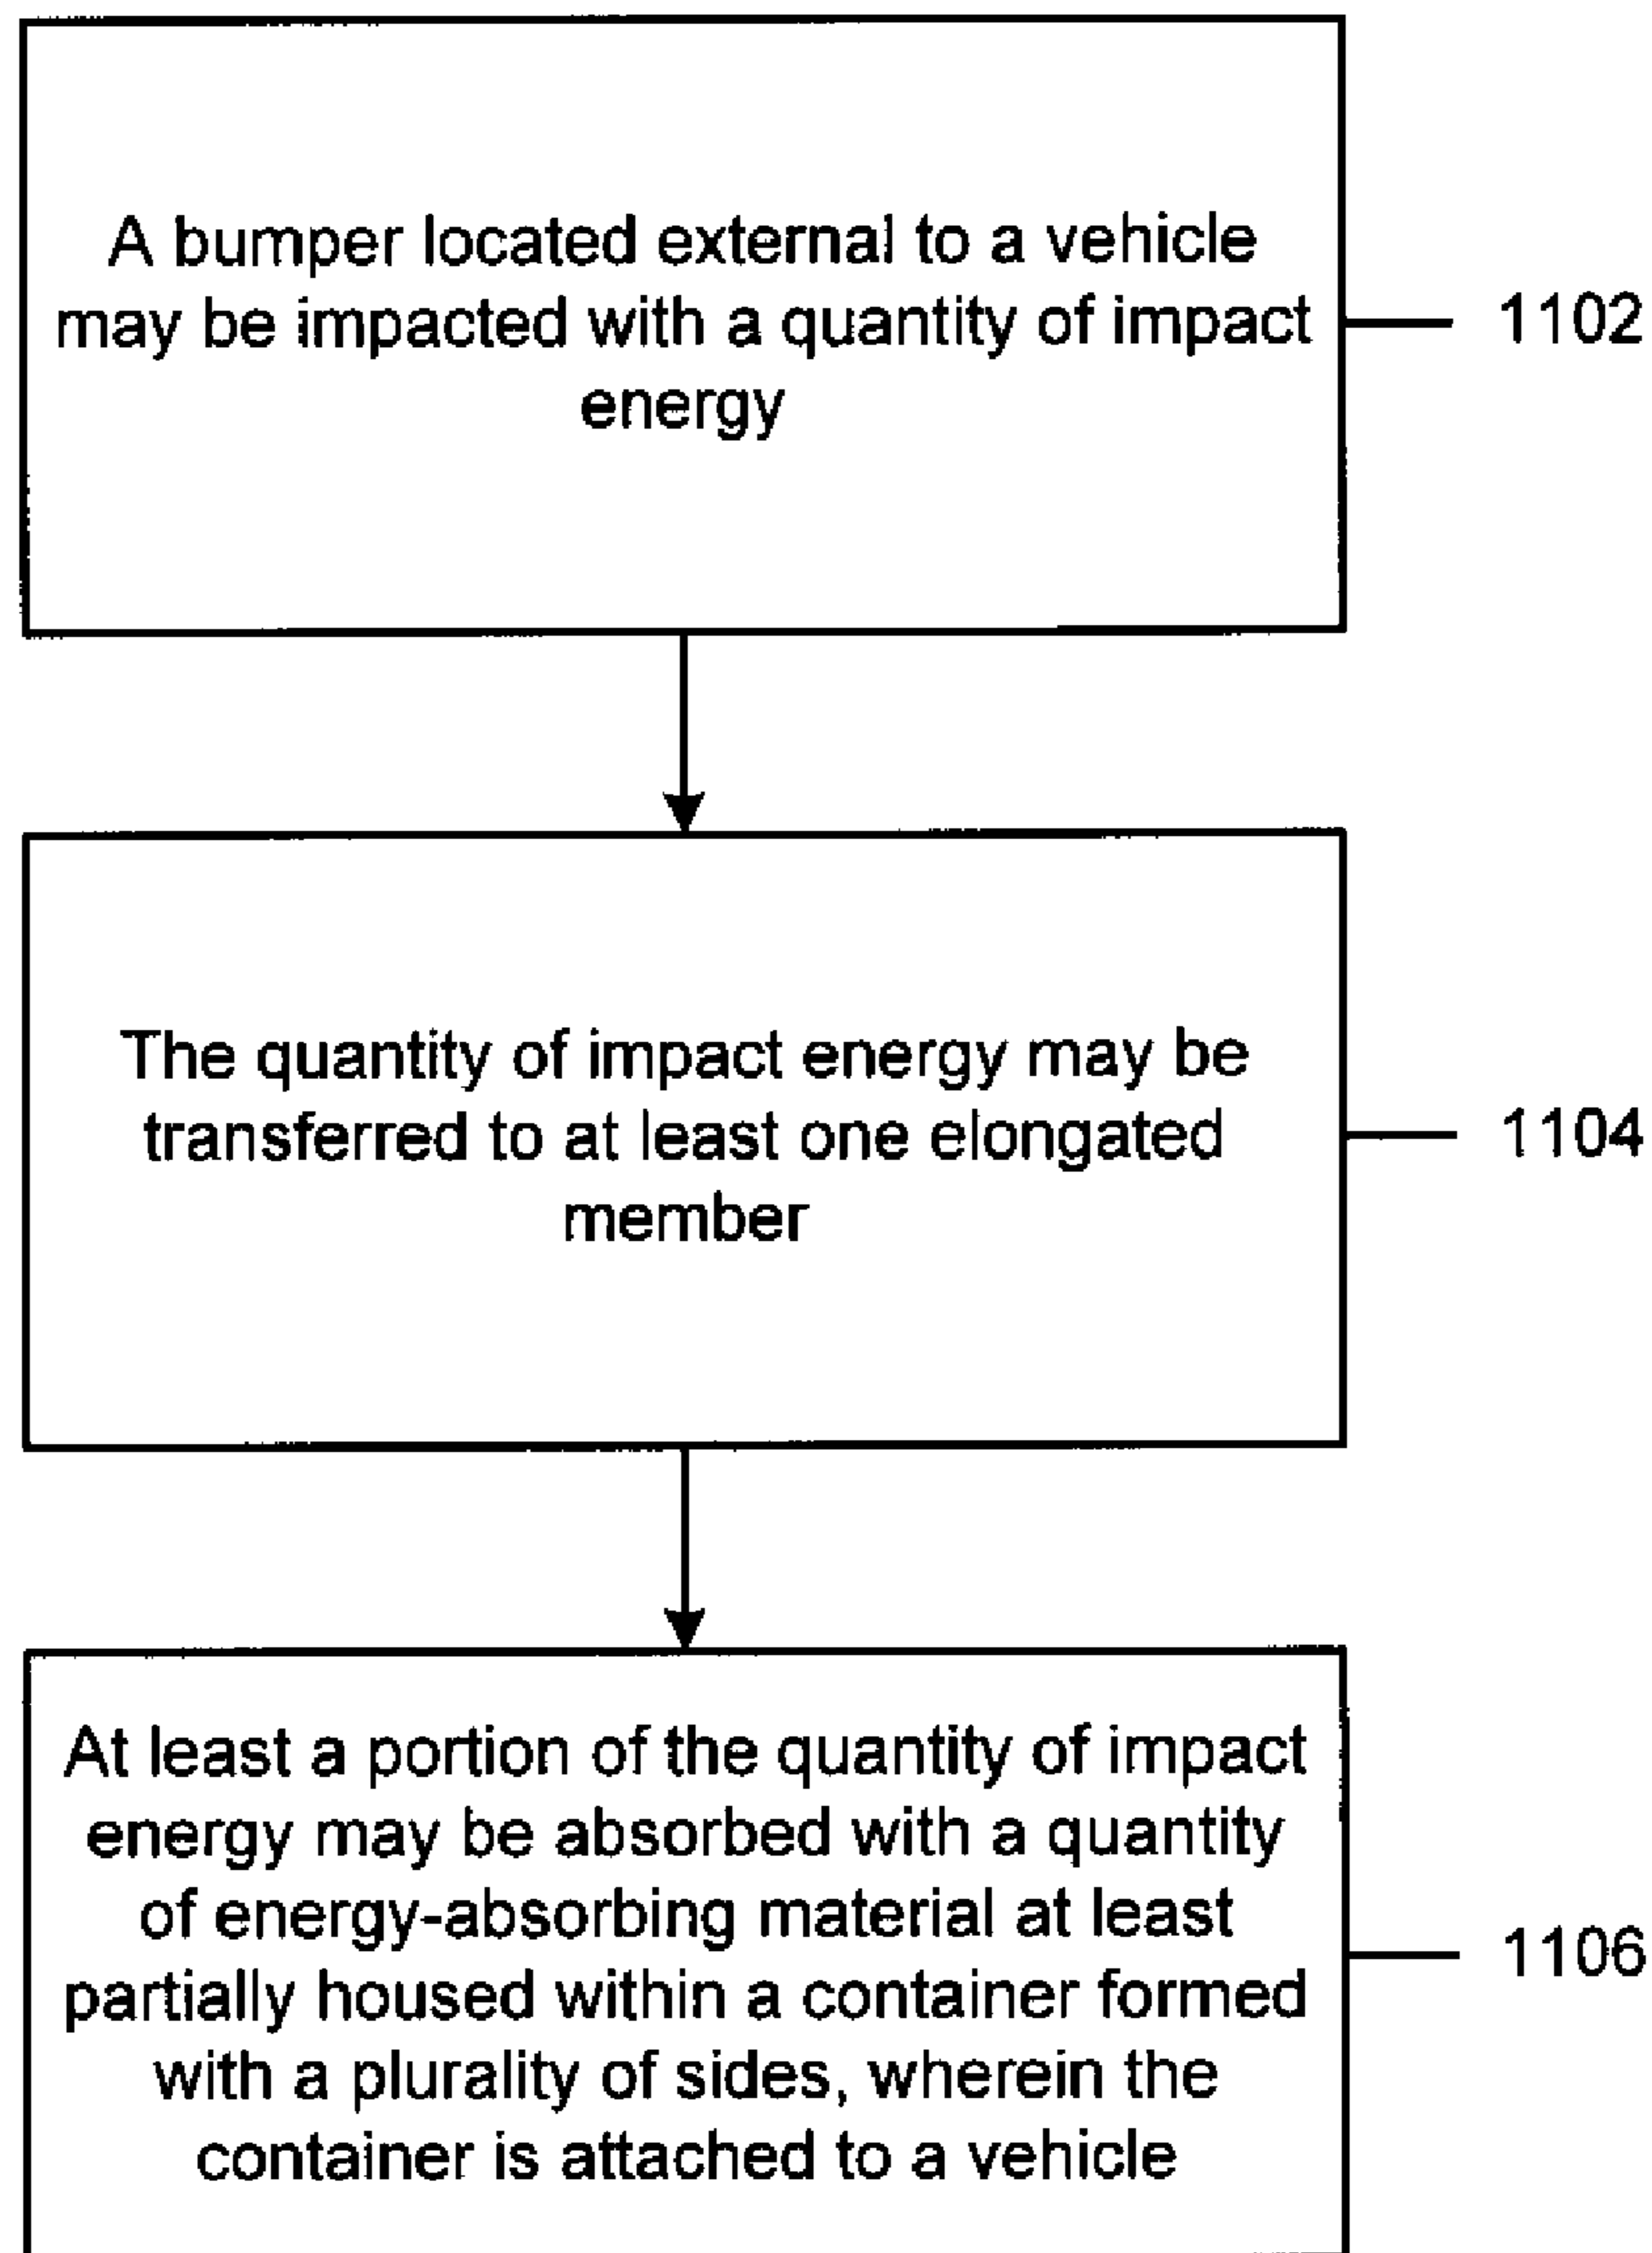 A bumper located external to a vehicle
may be impacted with a quantity of impact
energy
1102
The quantity of impact energy may be
transferred to at least one elongated
member
1104
At least a portion of the quantity of impact
energy may be absorbed with a quantity
of energy-absorbing material at least
partially housed within a container formed
with a plurality of sides, wherein the
container is attached to a vehicle
1106